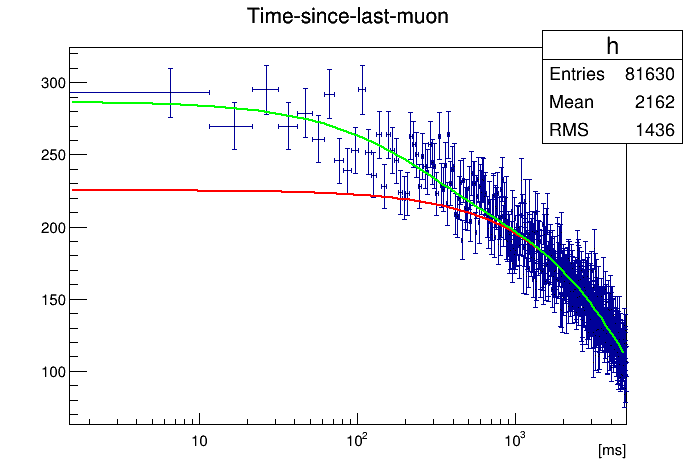 Time-since-last-muon
h
Entries 81630
Mean 2162
RMS 1436
300
250
200
150
100
10
10²
10³
[ms]